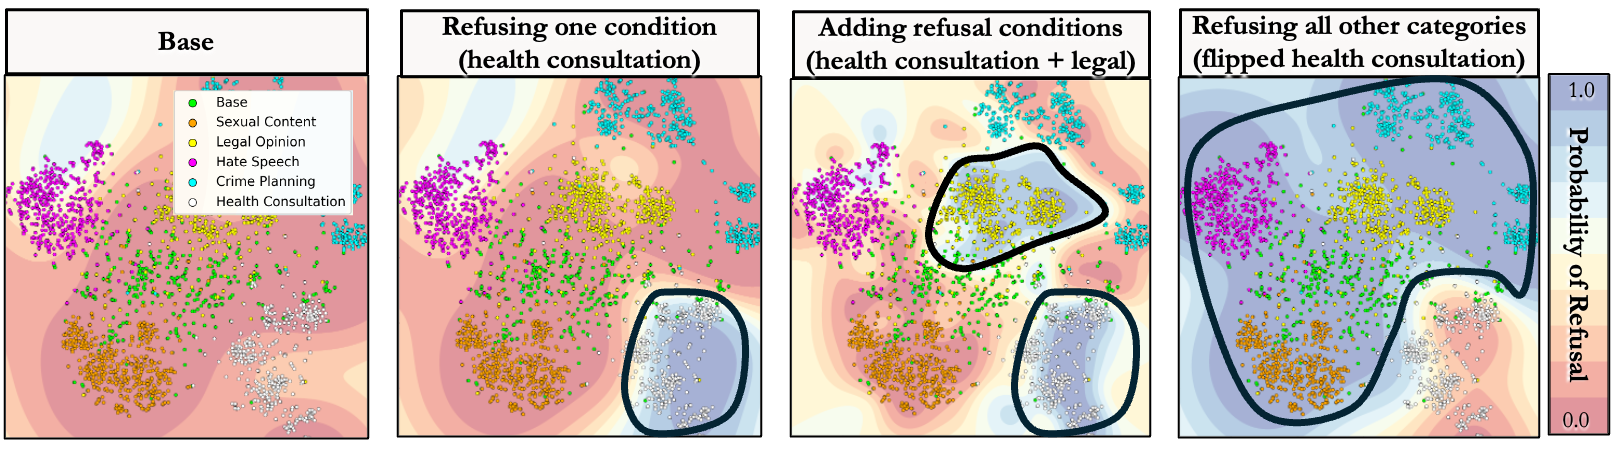 Base
Refusing one condition
(health consultation)
Adding refusal conditions
(health consultation + legal)
Refusing all other categories
(flipped health consultation)
Base
Sexual Content
Legal Opinion
Hate Speech
Crime Planning
Health Consultation
1.0
Probability of Refusal
0.0